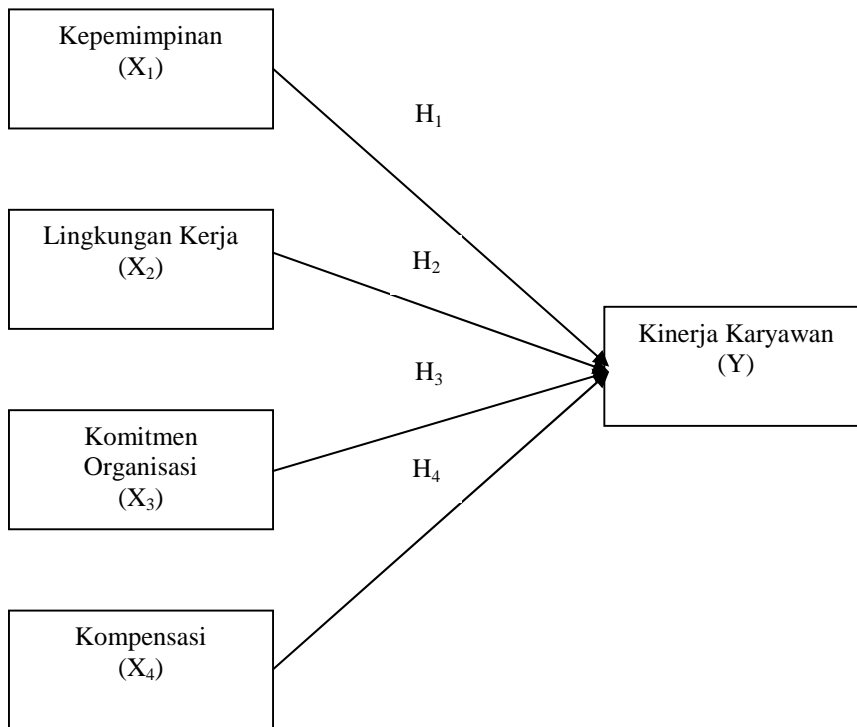 Kepemimpinan
(X₁)
H₁
Lingkungan Kerja
(X₂)
H₂
Kinerja Karyawan
(Y)
H₃
Komitmen
Organisasi
(X₃)
H₄
Kompensasi
(X₄)